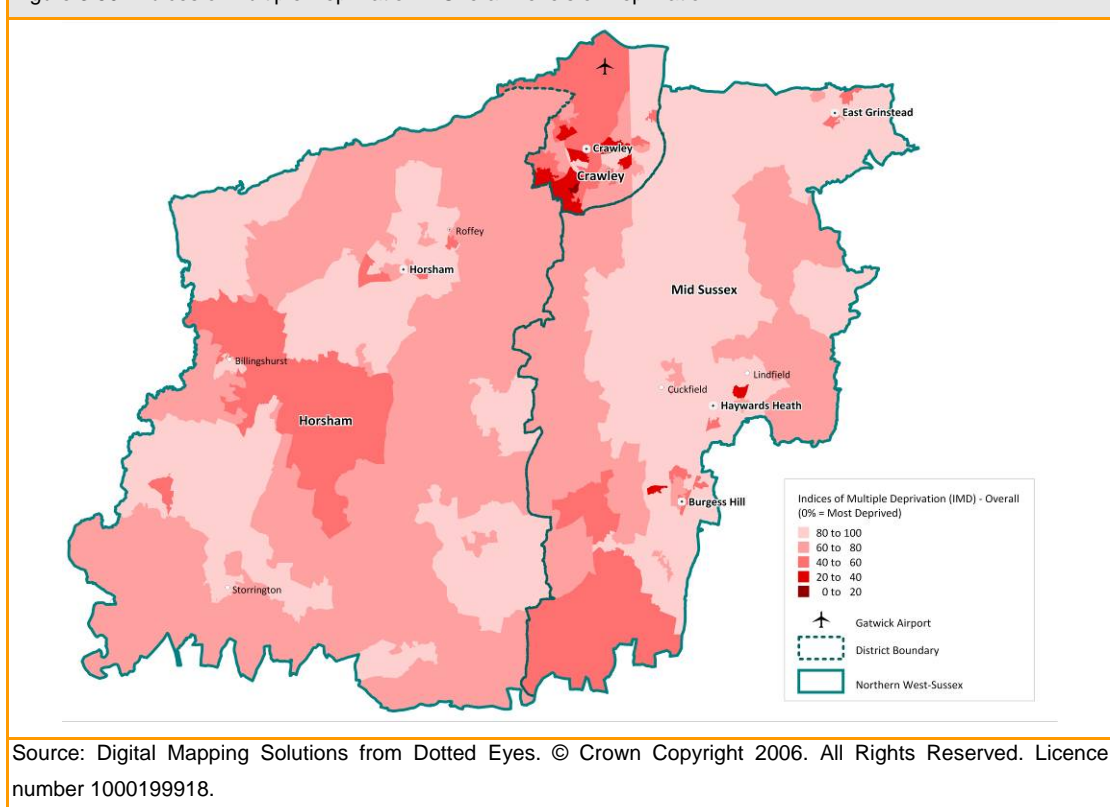 East Grinstead
Crawley
Crawley
Roffey
Horsham
Mid Sussex
Billingshurst
Lindfield
Cuckfield
Haywards Heath
Horsham
Burgess Hill
Storrington
Indices of Multiple Deprivation (IMD) - Overall
(0% = Most Deprived)
80 to 100
60 to 80
40 to 60
20 to 40
0 to 20
Gatwick Airport
District Boundary
Northern West-Sussex
Source: Digital Mapping Solutions from Dotted Eyes. © Crown Copyright 2006. All Rights Reserved. Licence
number 1000199918.